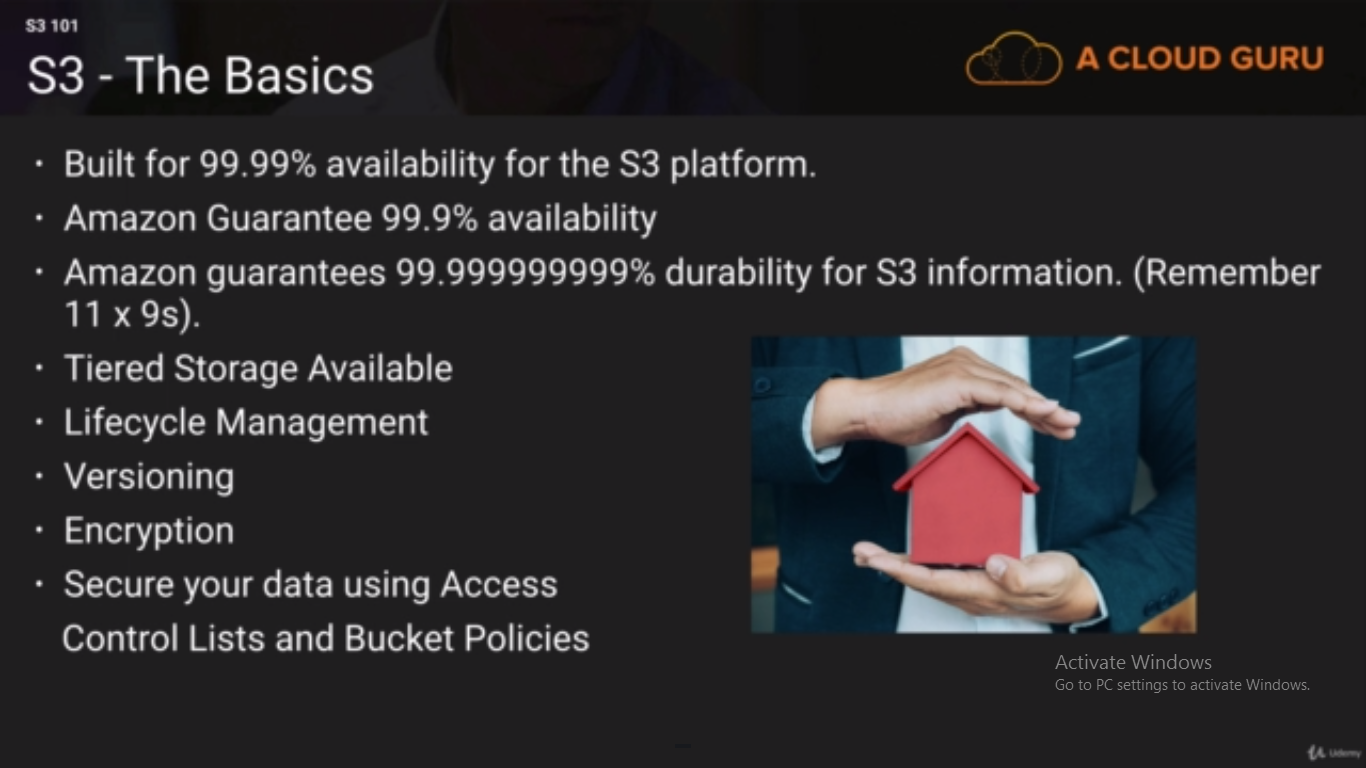 S3 101
S3 - The Basics
A CLOUD GURU
· Built for 99.99% availability for the S3 platform.
· Amazon Guarantee 99.9% availability
· Amazon guarantees 99.999999999% durability for S3 information. (Remember
11 x 9s).
· Tiered Storage Available
· Lifecycle Management
· Versioning
· Encryption
· Secure your data using Access
Control Lists and Bucket Policies
Activate Windows
Go to PC settings to activate Windows.
Udemy